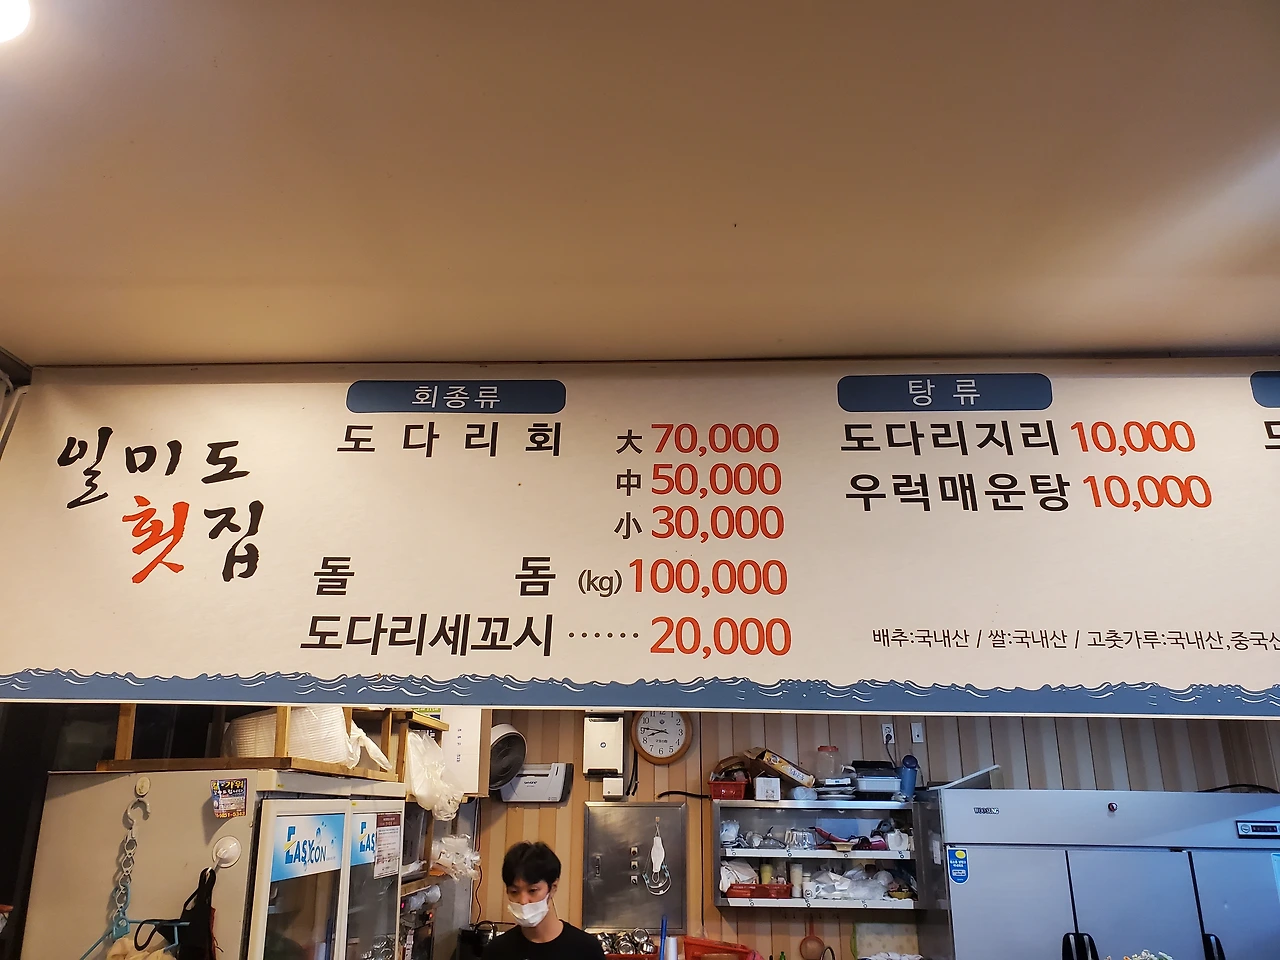 일미도
횟집
회종류
도다리회 大 70,000
中 50,000
小 30,000
돌돔 (kg) 100,000
도다리세꼬시 ······ 20,000
탕류
도다리지리 10,000
우럭매운탕 10,000
배추:국내산 / 쌀:국내산 / 고춧가루:국내산,중국산
EASYCON
EASY